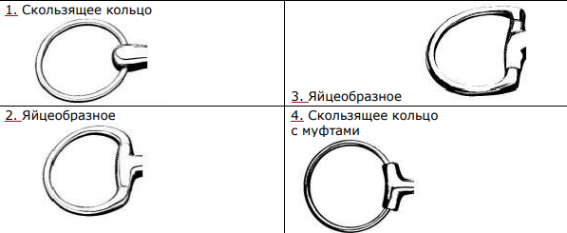 1. Скользящее кольцо
3. Яйцеобразное
2. Яйцеобразное
4. Скользящее кольцо
с муфтами